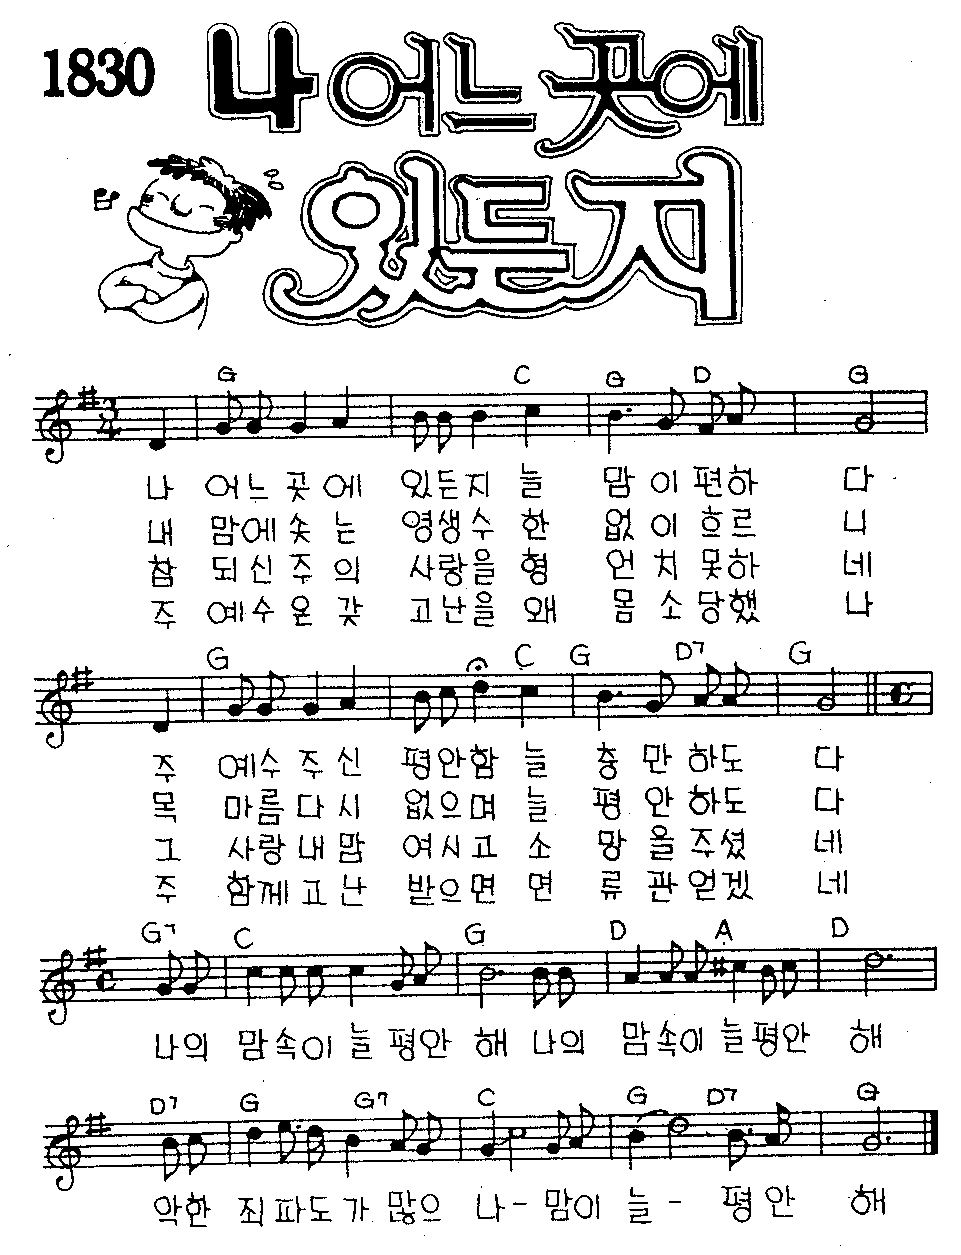 1830
나 어느 곳에
있든지
G C G D G
나 어느 곳에 있든지 늘 맘 이 편하 다
내 맘에 솟 는 영생수 한 없 이 흐르 니
참 되신 주 의 사랑을 형 언 치 못하 네
주 예수 온 갖 고난을 왜 몸 소 당했 나
G C G D7 G
주 예수 주 신 평안함 늘 충 만 하도 다
목 마름 다 시 없으며 늘 평 안 하도 다
그 사랑 내 맘 여시고 소 망 을 주셨 네
주 함께 고 난 받으면 면 류 관 얻겠 네
G7 C G D A D
나의 맘속이 늘 평안 해 나의 맘속이 늘평안 해
D7 G G7 C G D7 G
악한 죄파도가 많으 나- 맘이 늘- 평안 해